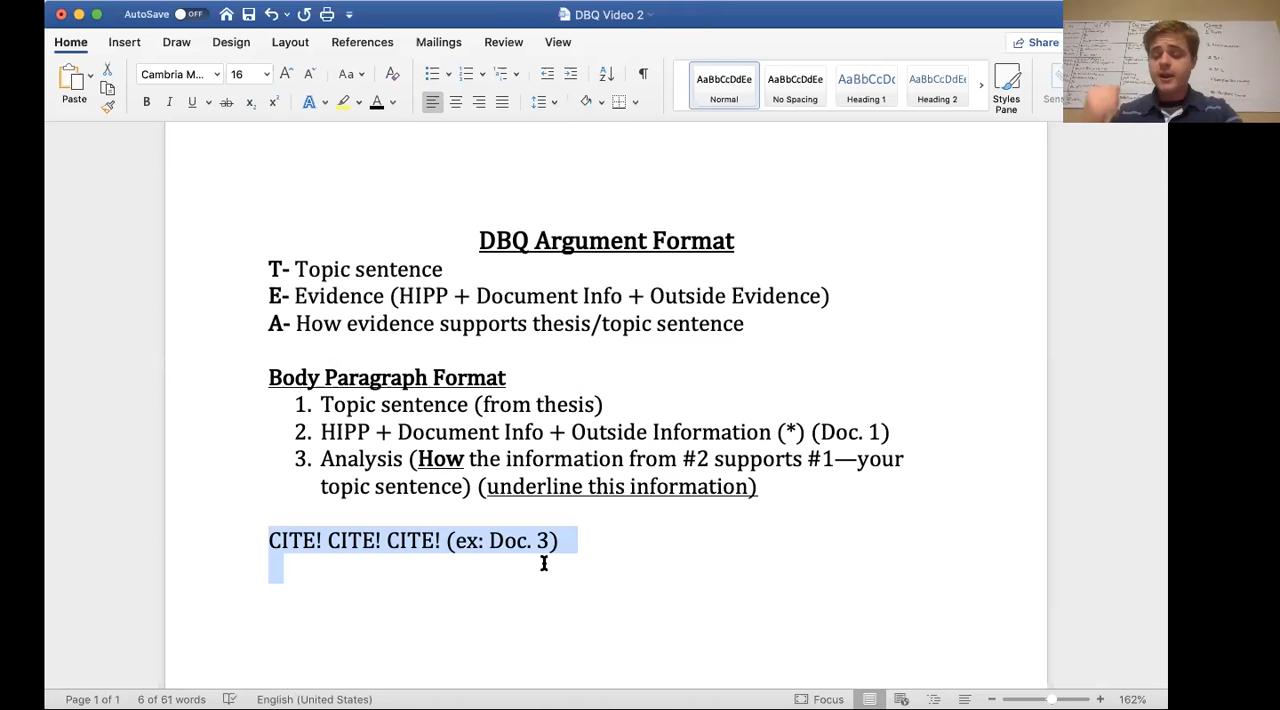 AutoSave OFF DBQ Video 2
Home Insert Draw Design Layout References Mailings Review View Share
Paste Cambria M... 16 Aa AaBbCcDdEe AaBbCcDdEe AaBbCcDc AaBbCcDdEe Styles
B I U ab x₂ x² A A Normal No Spacing Heading 1 Heading 2 Pane
DBQ Argument Format
T- Topic sentence
E- Evidence (HIPP + Document Info + Outside Evidence)
A- How evidence supports thesis/topic sentence
Body Paragraph Format
1. Topic sentence (from thesis)
2. HIPP + Document Info + Outside Information (*) (Doc. 1)
3. Analysis (How the information from #2 supports #1—your
topic sentence) (underline this information)
CITE! CITE! CITE! (ex: Doc. 3)
Page 1 of 1 6 of 61 words English (United States) Focus 162%